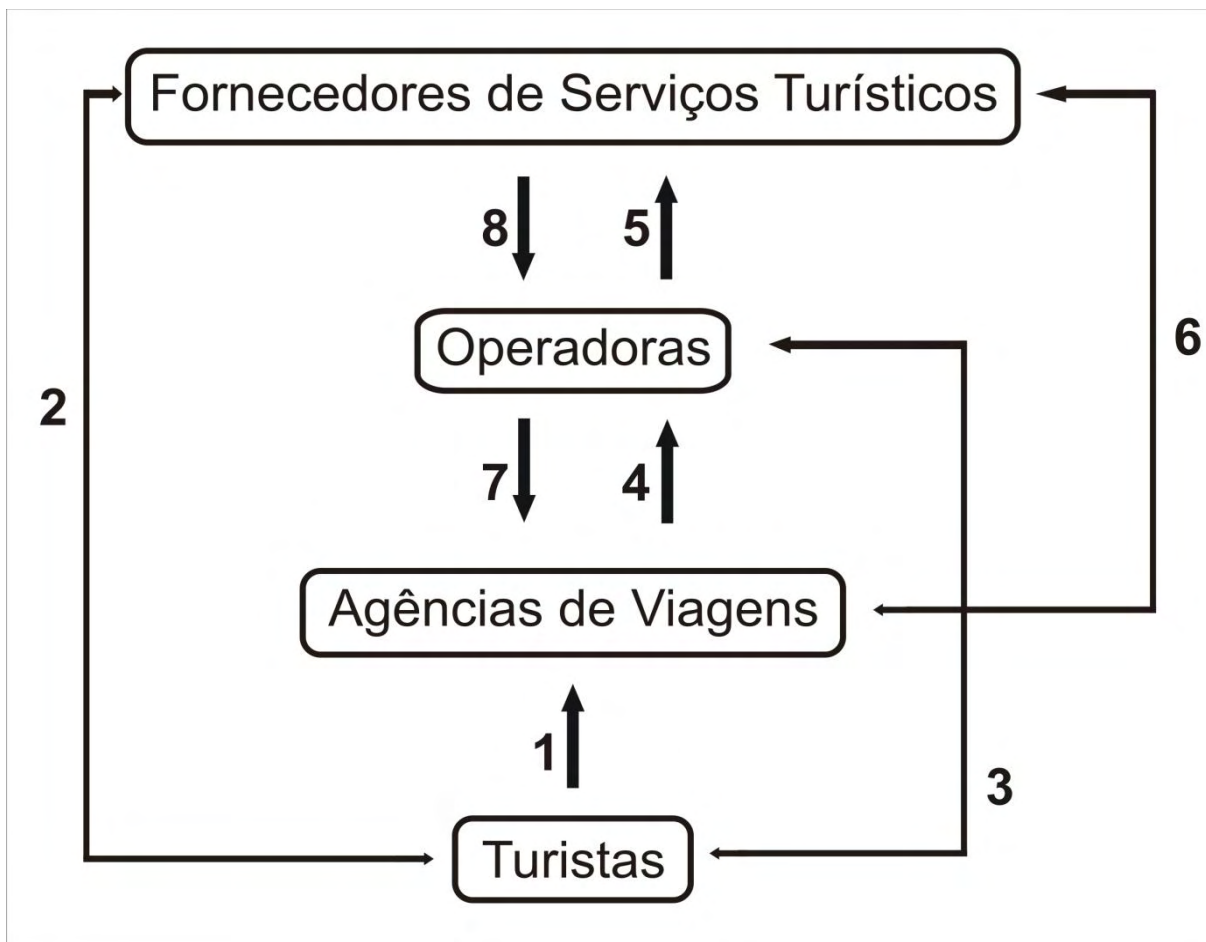 Fornecedores de Serviços Turísticos
8 5
6
Operadoras
2
7 4
Agências de Viagens
1
3
Turistas